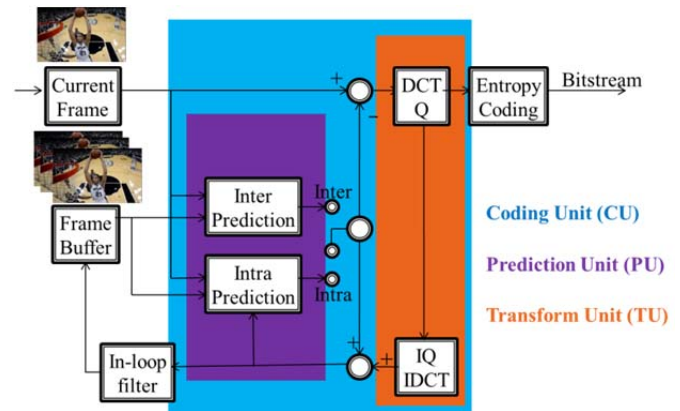 Current
Frame
+
−
DCT
Q
Entropy
Coding
Bitstream
Inter
Prediction
Inter
Frame
Buffer
Intra
Prediction
Intra
Coding Unit (CU)
Prediction Unit (PU)
Transform Unit (TU)
In-loop
filter
+
+
IQ
IDCT